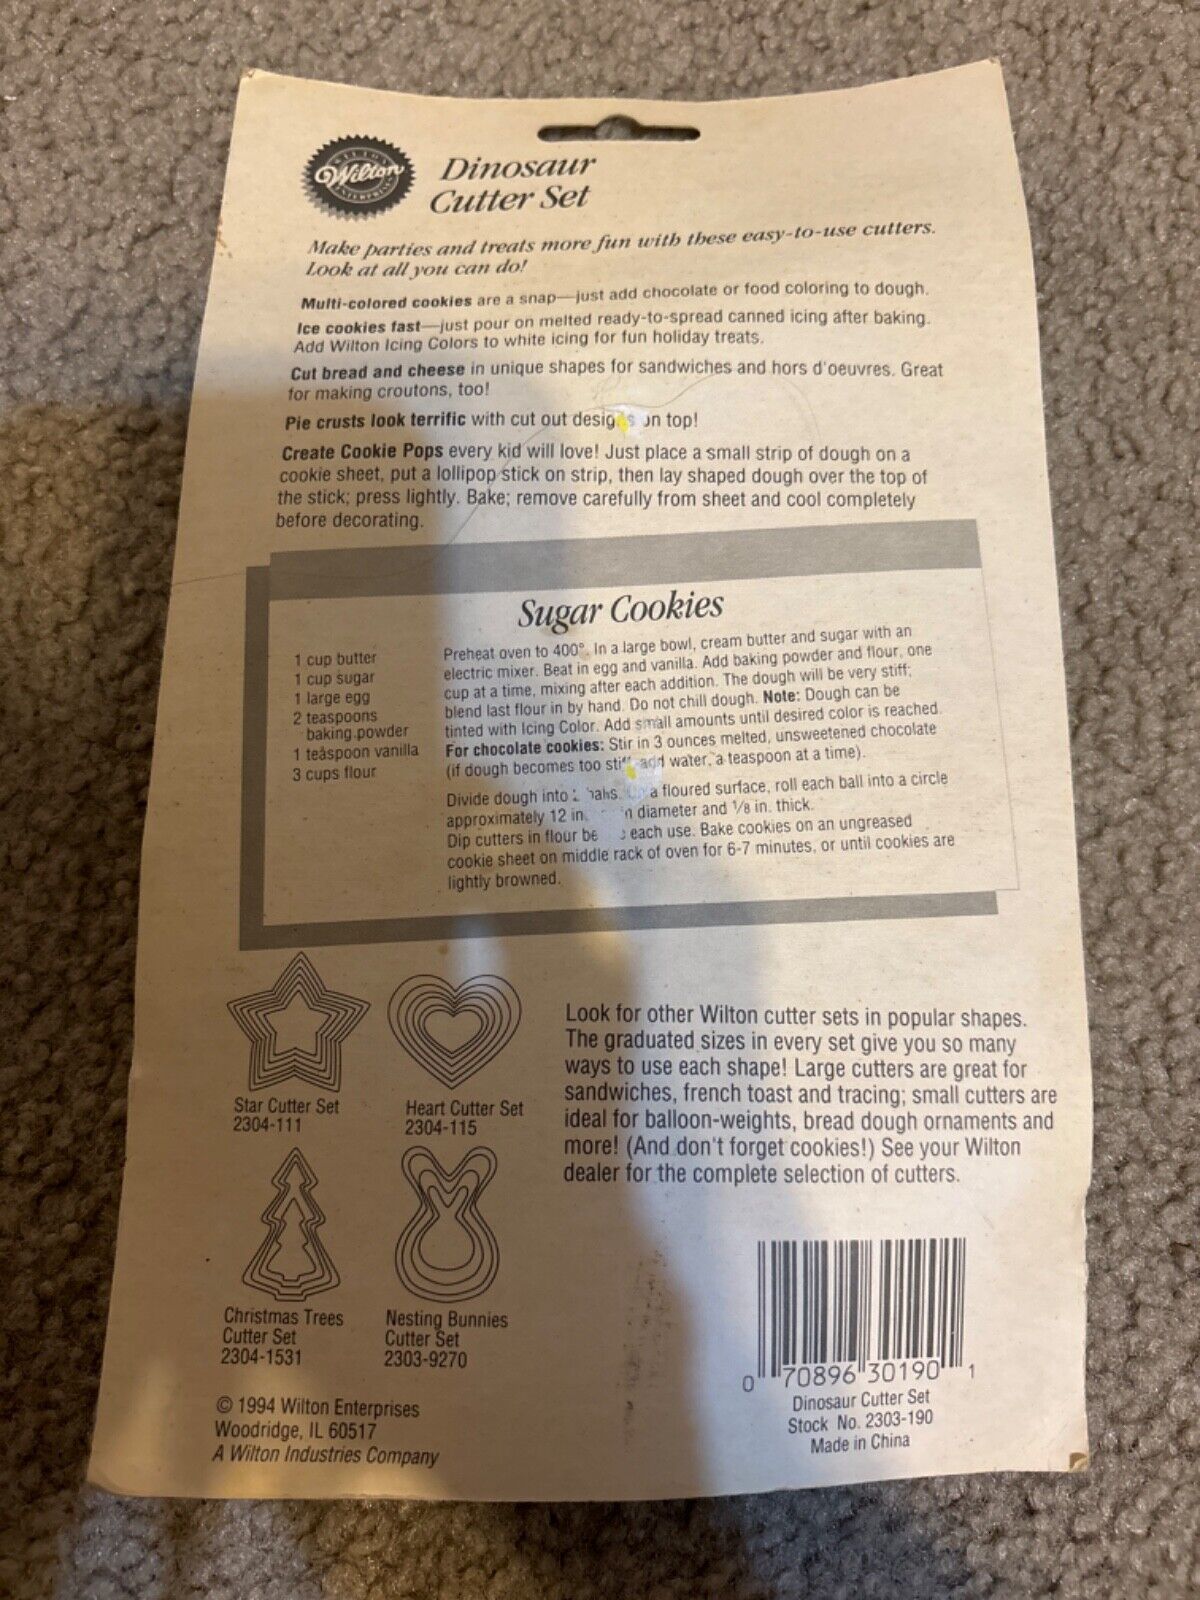 WILTON
Wilton
ENTERPRISES
Dinosaur
Cutter Set
Make parties and treats more fun with these easy-to-use cutters.
Look at all you can do!
Multi-colored cookies are a snap—just add chocolate or food coloring to dough.
Ice cookies fast—just pour on melted ready-to-spread canned icing after baking.
Add Wilton Icing Colors to white icing for fun holiday treats.
Cut bread and cheese in unique shapes for sandwiches and hors d'oeuvres. Great
for making croutons, too!
Pie crusts look terrific with cut out designs on top!
Create Cookie Pops every kid will love! Just place a small strip of dough on a
cookie sheet, put a lollipop stick on strip, then lay shaped dough over the top of
the stick; press lightly. Bake; remove carefully from sheet and cool completely
before decorating.
Sugar Cookies
1 cup butter
1 cup sugar
1 large egg
2 teaspoons
baking powder
1 teaspoon vanilla
3 cups flour
Preheat oven to 400°. In a large bowl, cream butter and sugar with an
electric mixer. Beat in egg and vanilla. Add baking powder and flour, one
cup at a time, mixing after each addition. The dough will be very stiff;
blend last flour in by hand. Do not chill dough. Note: Dough can be
tinted with Icing Color. Add small amounts until desired color is reached.
For chocolate cookies: Stir in 3 ounces melted, unsweetened chocolate
(if dough becomes too stiff, add water, a teaspoon at a time).
Divide dough into 2 balls. On a floured surface, roll each ball into a circle
approximately 12 in. diameter and 1/8 in. thick.
Dip cutters in flour before each use. Bake cookies on an ungreased
cookie sheet on middle rack of oven for 6-7 minutes, or until cookies are
lightly browned.
Star Cutter Set
2304-111
Heart Cutter Set
2304-115
Christmas Trees
Cutter Set
2304-1531
Nesting Bunnies
Cutter Set
2303-9270
Look for other Wilton cutter sets in popular shapes.
The graduated sizes in every set give you so many
ways to use each shape! Large cutters are great for
sandwiches, french toast and tracing; small cutters are
ideal for balloon-weights, bread dough ornaments and
more! (And don't forget cookies!) See your Wilton
dealer for the complete selection of cutters.
© 1994 Wilton Enterprises
Woodridge, IL 60517
A Wilton Industries Company
0 70896 30190 1
Dinosaur Cutter Set
Stock No. 2303-190
Made in China